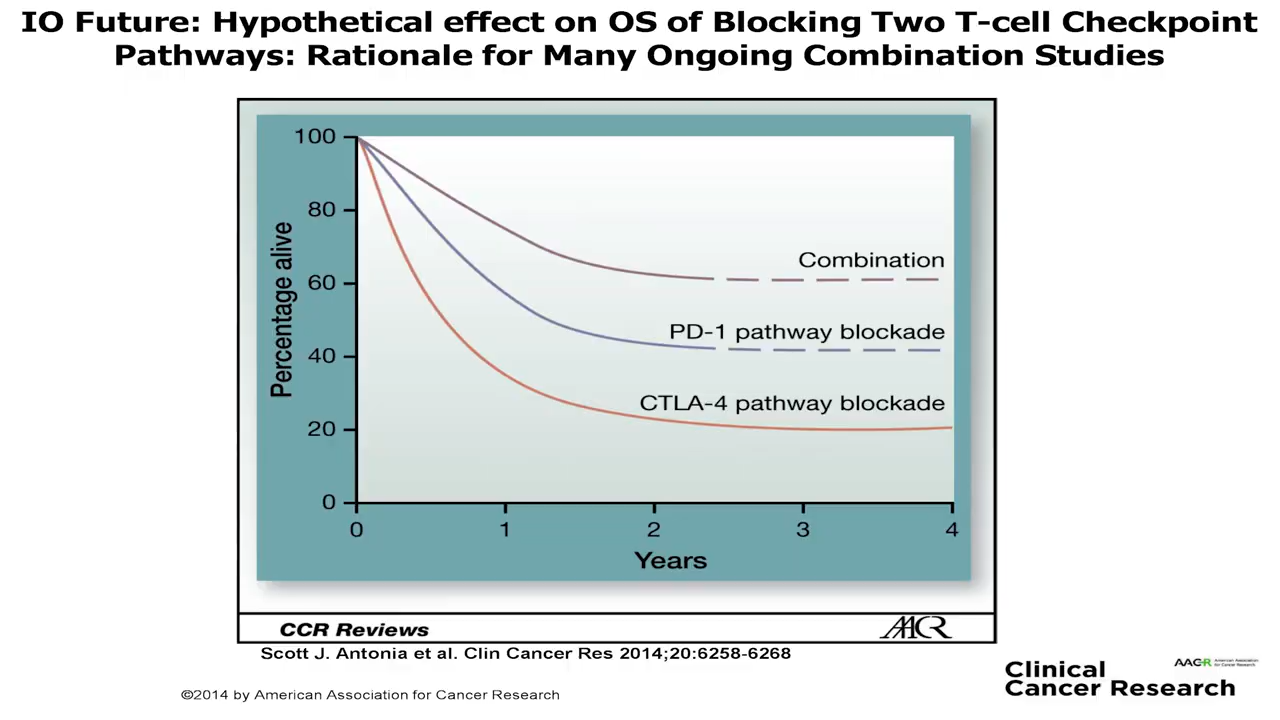 IO Future: Hypothetical effect on OS of Blocking Two T-cell Checkpoint
Pathways: Rationale for Many Ongoing Combination Studies
100
80
60
40
20
0
Percentage alive
Combination
PD-1 pathway blockade
CTLA-4 pathway blockade
0 1 2 3 4
Years
CCR Reviews
AACR
Scott J. Antonia et al. Clin Cancer Res 2014;20:6258-6268
©2014 by American Association for Cancer Research
Clinical
Cancer Research
AACR American Association
for Cancer Research